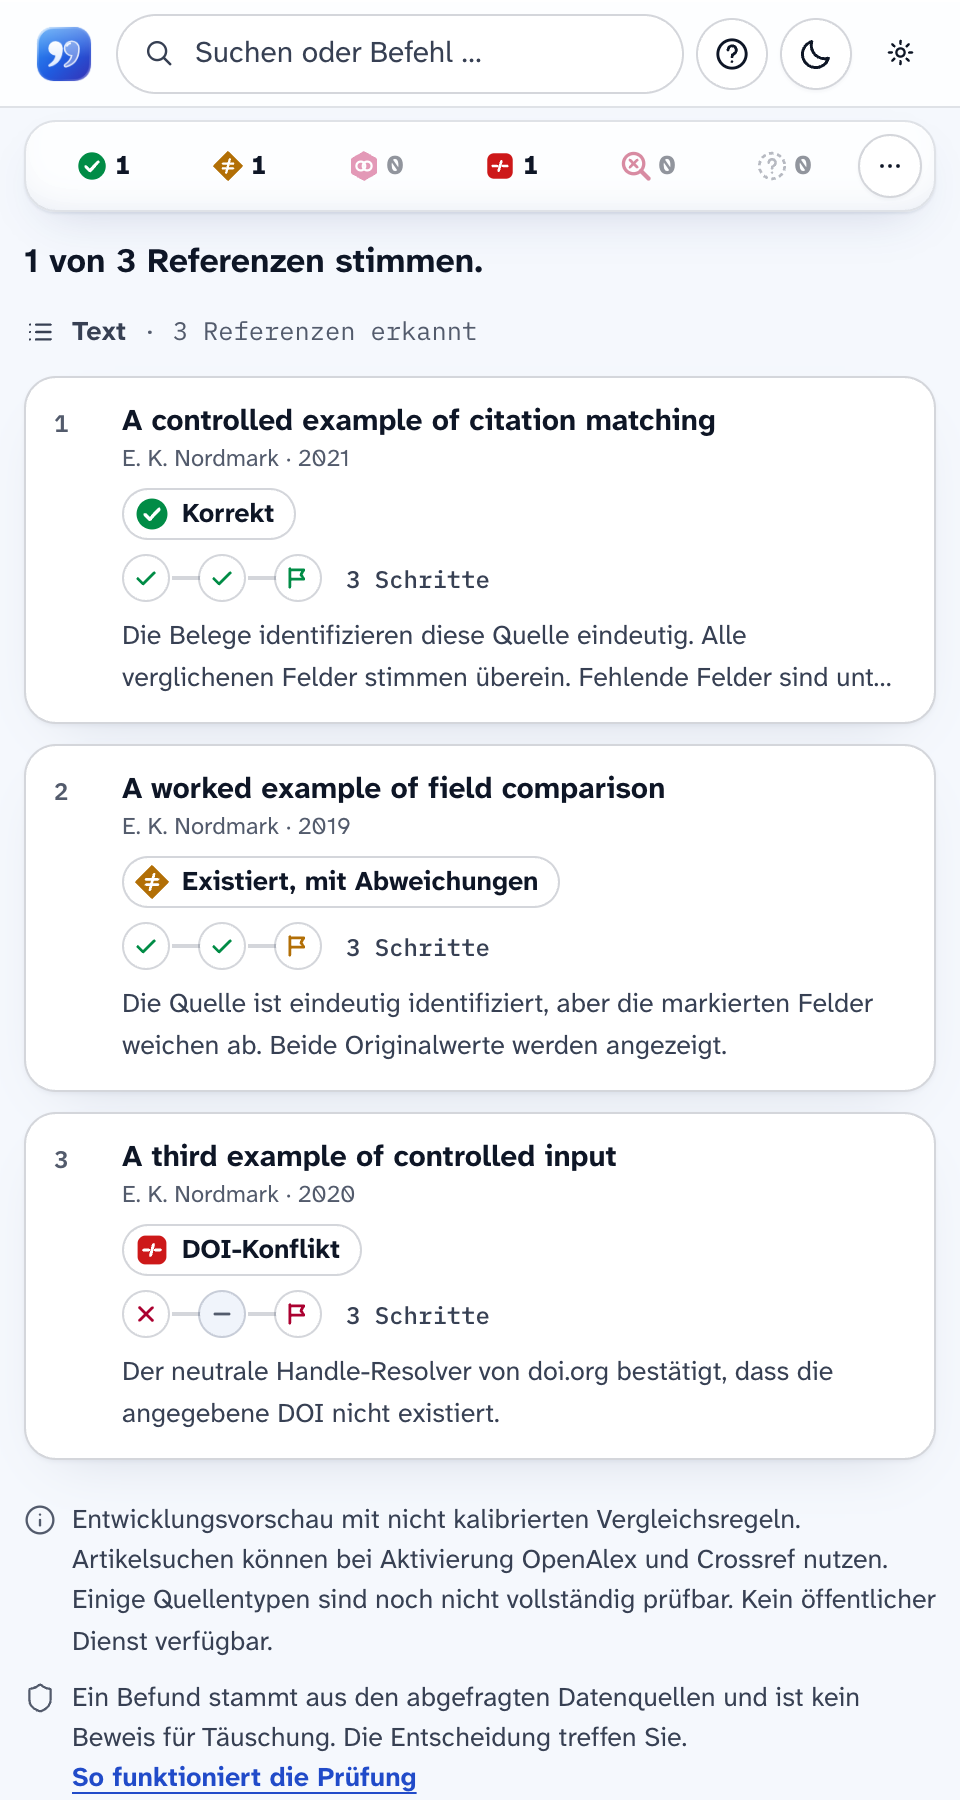 Suchen oder Befehl ...
1 1 0 1 0 0
1 von 3 Referenzen stimmen.
Text · 3 Referenzen erkannt
1
A controlled example of citation matching
E. K. Nordmark · 2021
Korrekt
3 Schritte
Die Belege identifizieren diese Quelle eindeutig. Alle
verglichenen Felder stimmen überein. Fehlende Felder sind unt...
2
A worked example of field comparison
E. K. Nordmark · 2019
Existiert, mit Abweichungen
3 Schritte
Die Quelle ist eindeutig identifiziert, aber die markierten Felder
weichen ab. Beide Originalwerte werden angezeigt.
3
A third example of controlled input
E. K. Nordmark · 2020
DOI-Konflikt
3 Schritte
Der neutrale Handle-Resolver von doi.org bestätigt, dass die
angegebene DOI nicht existiert.
Entwicklungsvorschau mit nicht kalibrierten Vergleichsregeln.
Artikelsuchen können bei Aktivierung OpenAlex und Crossref nutzen.
Einige Quellentypen sind noch nicht vollständig prüfbar. Kein öffentlicher
Dienst verfügbar.
Ein Befund stammt aus den abgefragten Datenquellen und ist kein
Beweis für Täuschung. Die Entscheidung treffen Sie.
So funktioniert die Prüfung